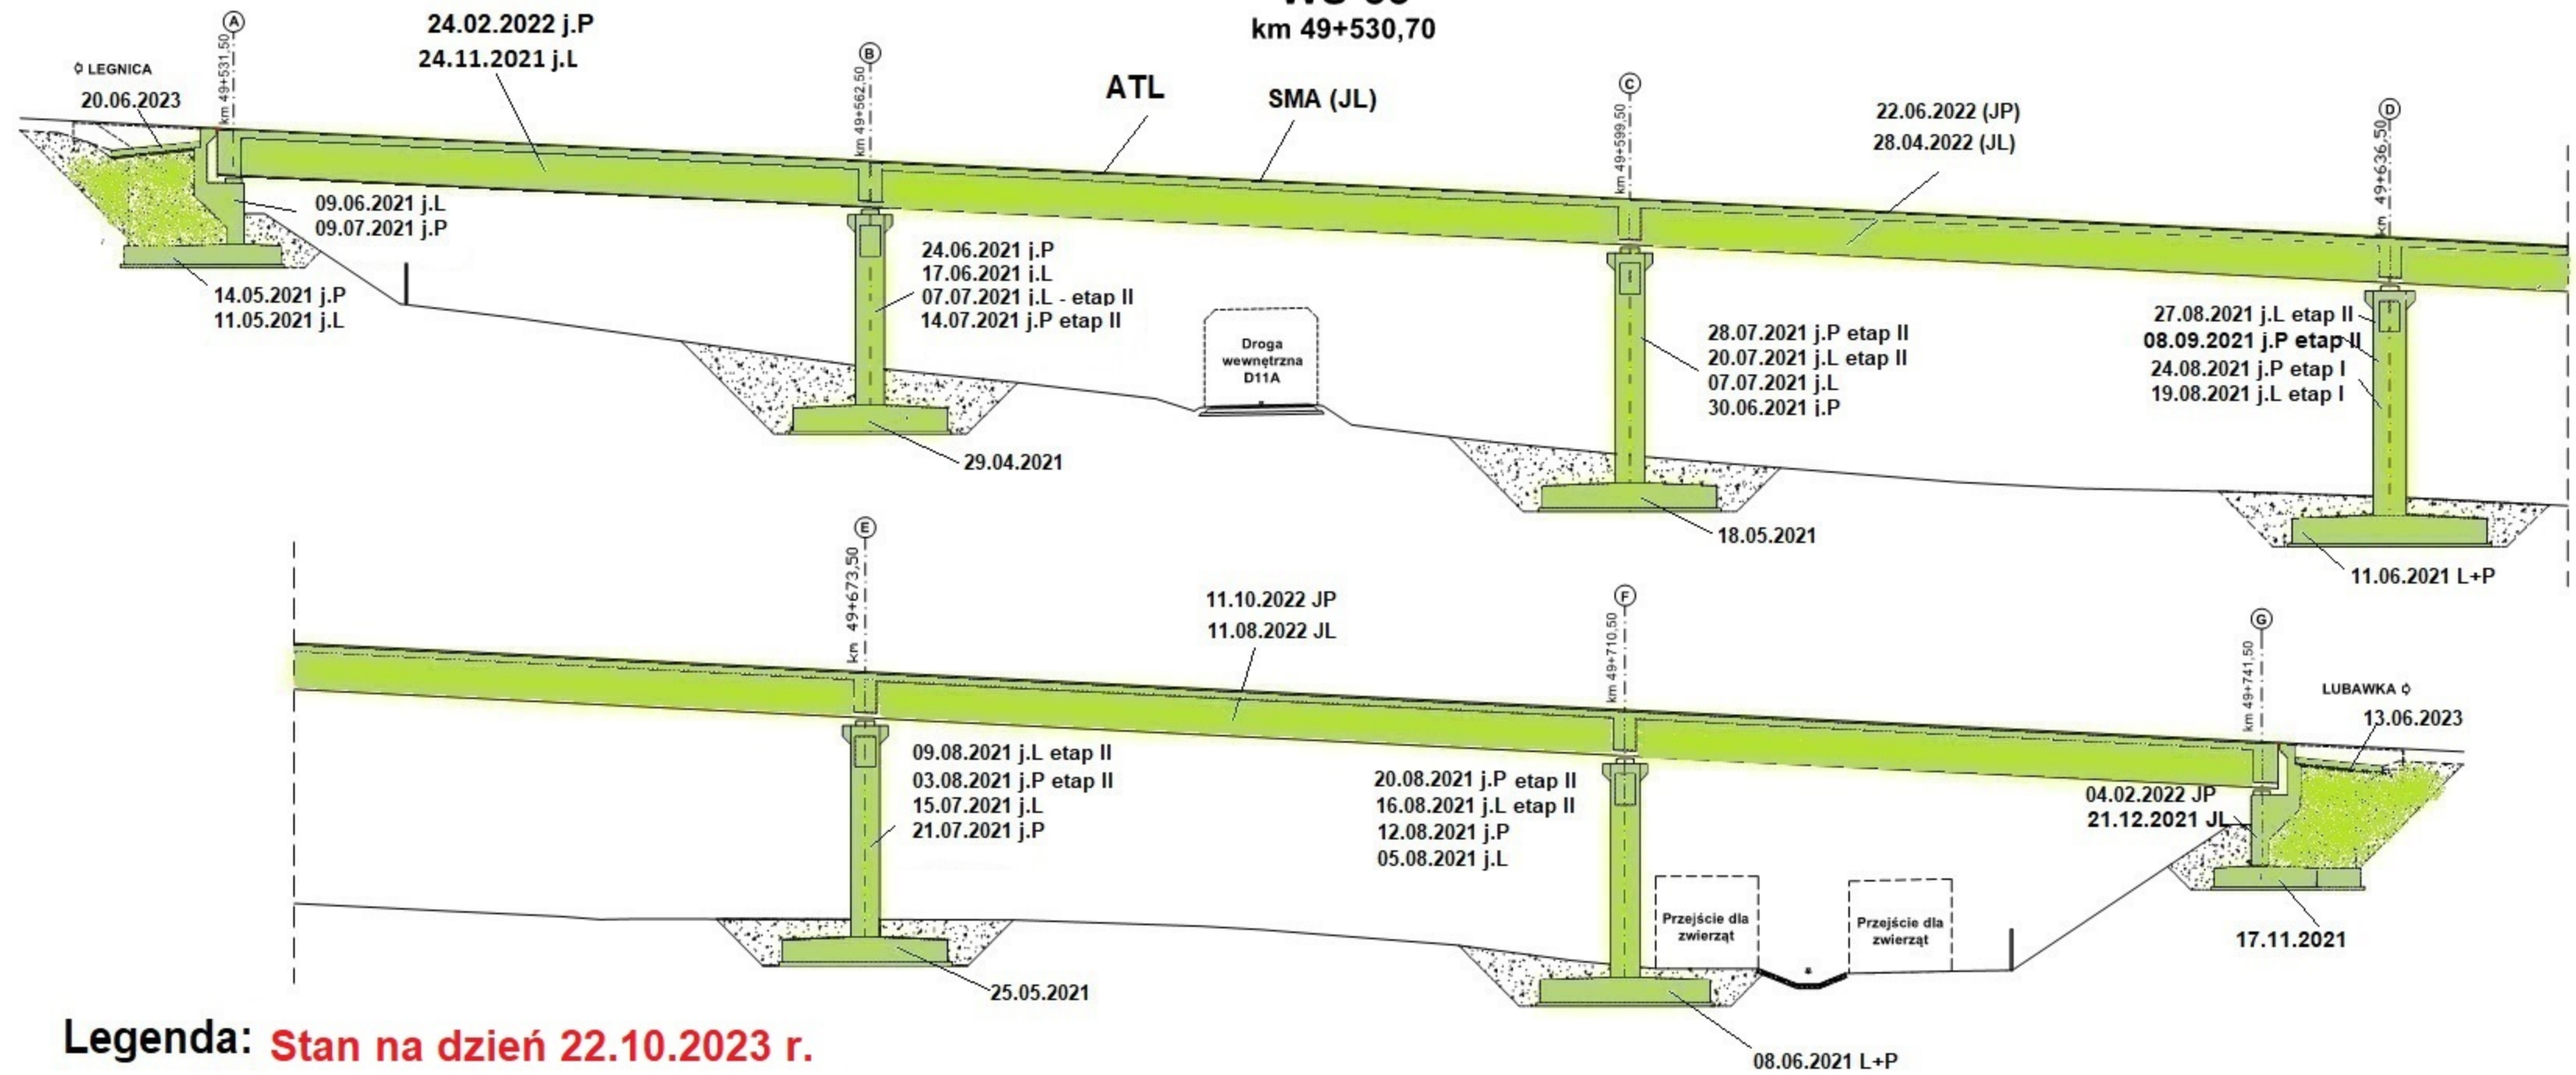 km 49+530,70
A
B
C
D
km 49+531,50
km 49+562,50
km 49+599,50
km 49+636,50
24.02.2022 j.P
24.11.2021 j.L
LEGNICA
20.06.2023
ATL
SMA (JL)
22.06.2022 (JP)
28.04.2022 (JL)
09.06.2021 j.L
09.07.2021 j.P
14.05.2021 j.P
11.05.2021 j.L
24.06.2021 j.P
17.06.2021 j.L
07.07.2021 j.L - etap II
14.07.2021 j.P etap II
29.04.2021
Droga
wewnętrzna
D11A
28.07.2021 j.P etap II
20.07.2021 j.L etap II
07.07.2021 j.L
30.06.2021 j.P
18.05.2021
27.08.2021 j.L etap II
08.09.2021 j.P etap II
24.08.2021 j.P etap I
19.08.2021 j.L etap I
11.06.2021 L+P
E
F
G
km 49+673,50
km 49+710,50
km 49+741,50
11.10.2022 JP
11.08.2022 JL
LUBAWKA
13.06.2023
09.08.2021 j.L etap II
03.08.2021 j.P etap II
15.07.2021 j.L
21.07.2021 j.P
25.05.2021
20.08.2021 j.P etap II
16.08.2021 j.L etap II
12.08.2021 j.P
05.08.2021 j.L
08.06.2021 L+P
Przejście dla
zwierząt
Przejście dla
zwierząt
04.02.2022 JP
21.12.2021 JL
17.11.2021
Legenda: Stan na dzień 22.10.2023 r.